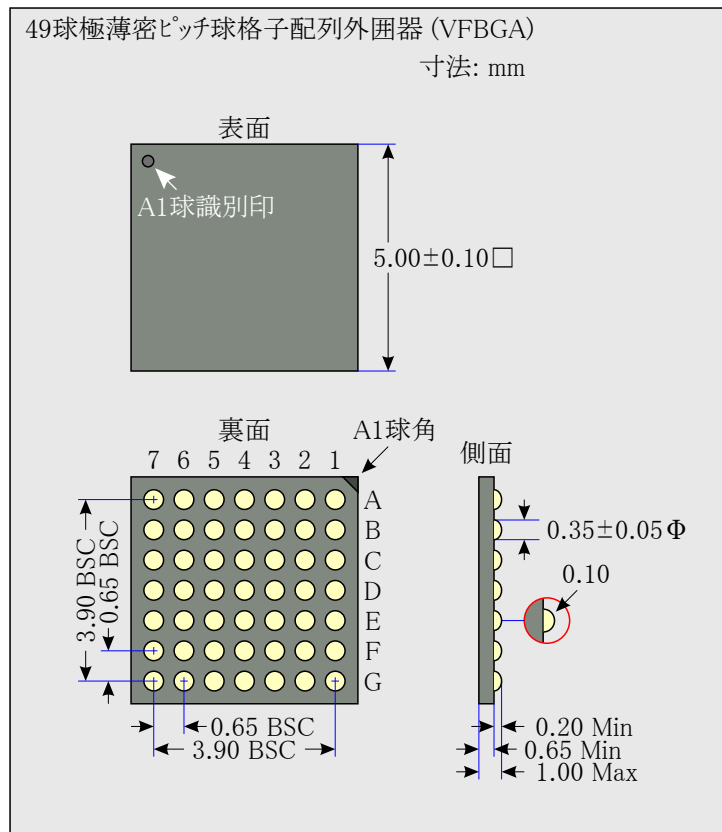 49球極薄密ピッチ球格子配列外囲器 (VFBGA)
寸法: mm
表面
A1球識別印
5.00±0.10□
裏面
A1球角
側面
7 6 5 4 3 2 1
A
B
C
D
E
F
G
3.90 BSC
0.65 BSC
0.65 BSC
3.90 BSC
0.35±0.05Φ
0.10
0.20 Min
0.65 Min
1.00 Max